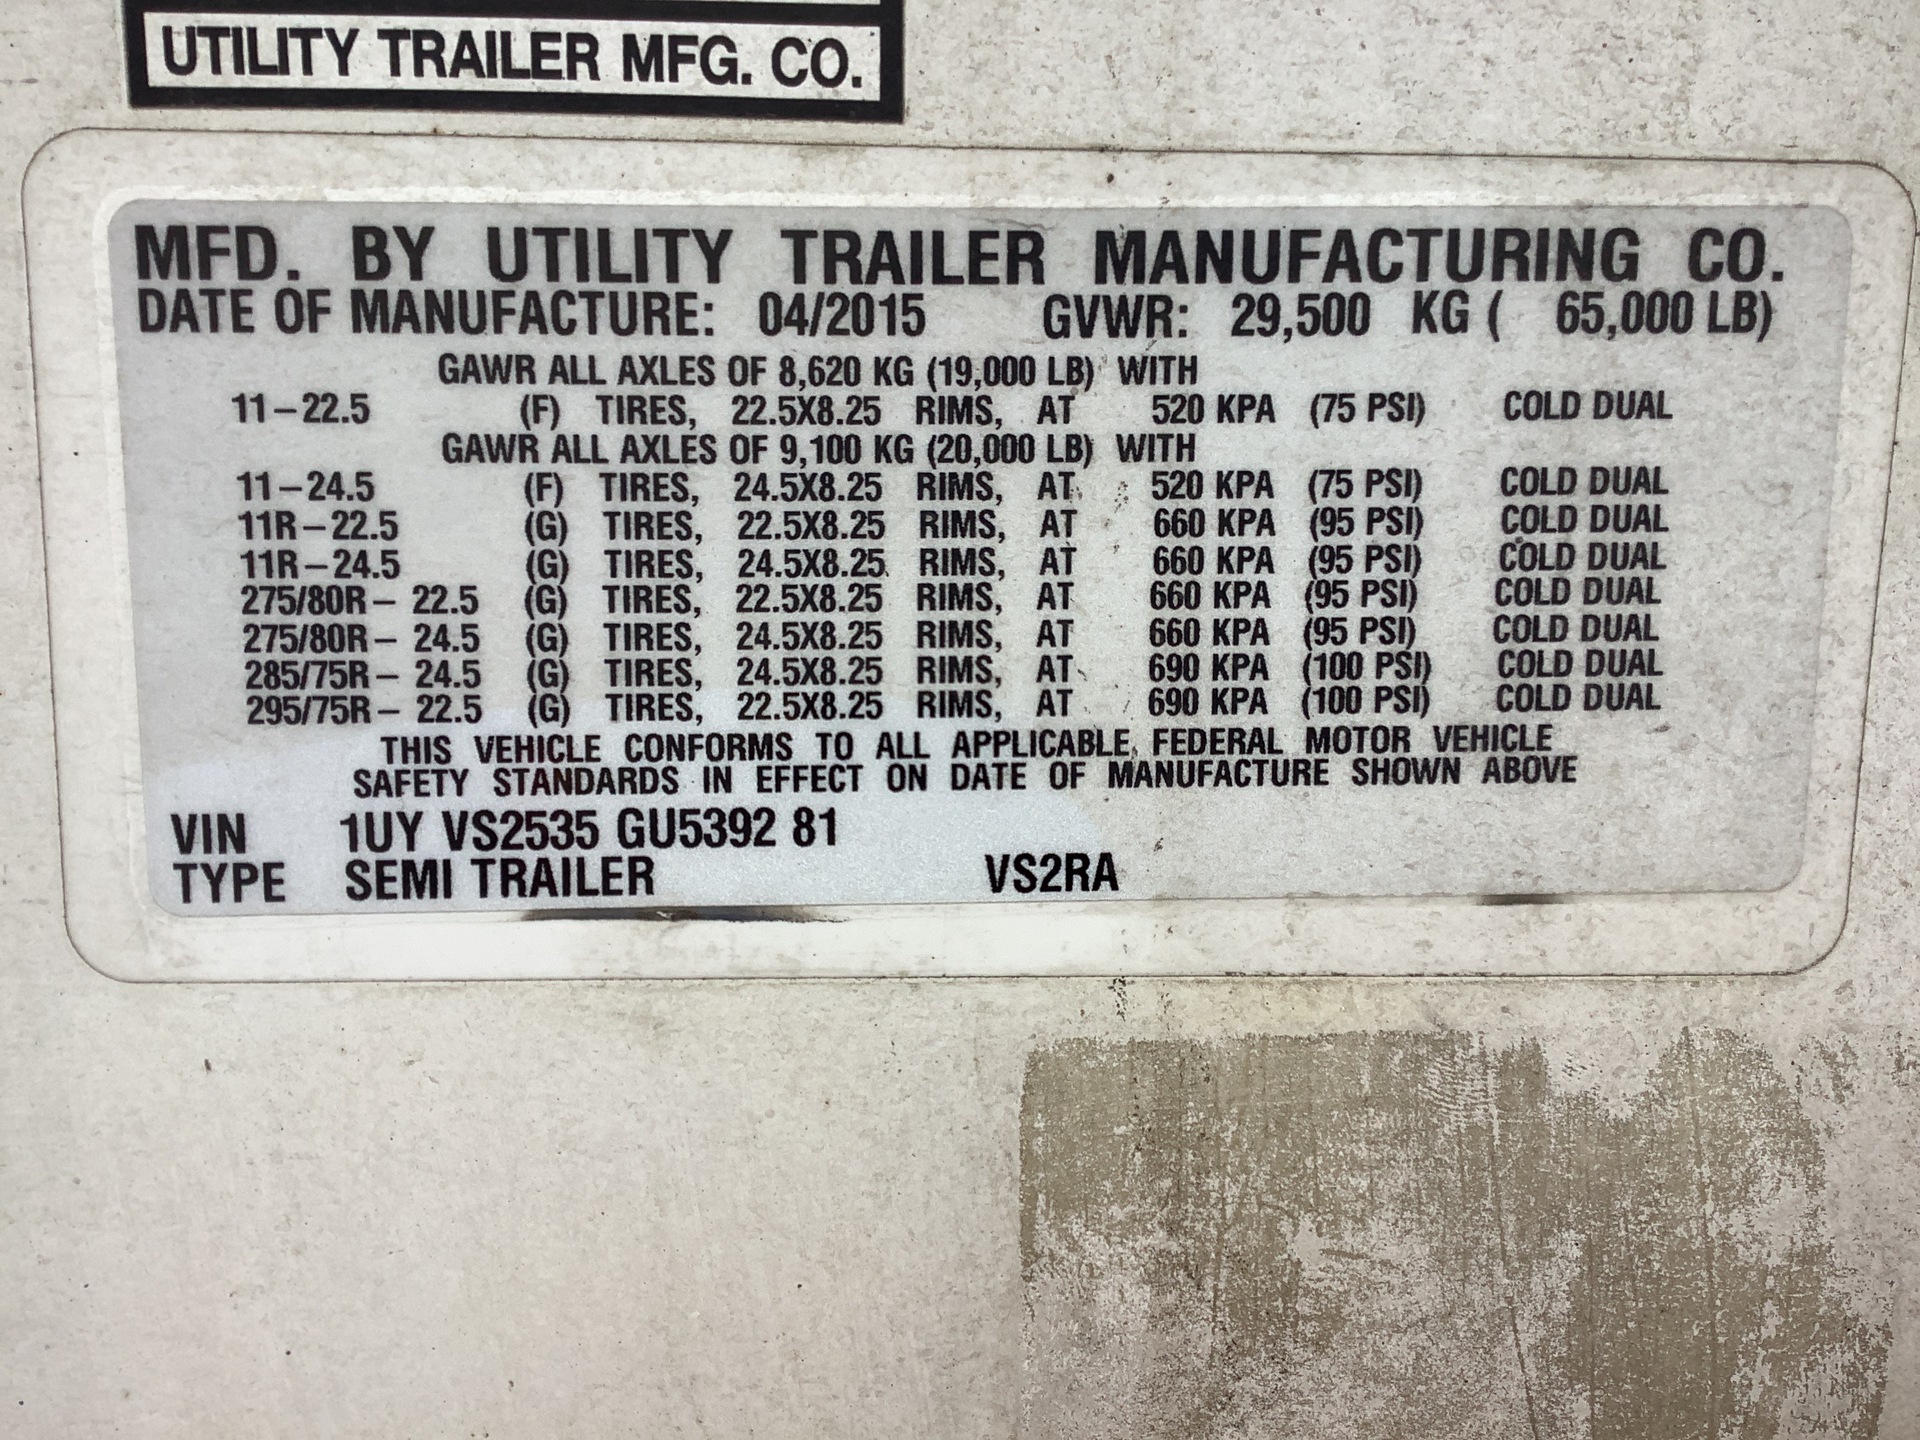 UTILITY TRAILER MFG. CO.
MFD. BY UTILITY TRAILER MANUFACTURING CO.
DATE OF MANUFACTURE: 04/2015 GVWR: 29,500 KG ( 65,000 LB)
GAWR ALL AXLES OF 8,620 KG (19,000 LB) WITH
11-22.5 (F) TIRES, 22.5X8.25 RIMS, AT 520 KPA (75 PSI) COLD DUAL
GAWR ALL AXLES OF 9,100 KG (20,000 LB) WITH
11-24.5 (F) TIRES, 24.5X8.25 RIMS, AT 520 KPA (75 PSI) COLD DUAL
11R-22.5 (G) TIRES, 22.5X8.25 RIMS, AT 660 KPA (95 PSI) COLD DUAL
11R-24.5 (G) TIRES, 24.5X8.25 RIMS, AT 660 KPA (95 PSI) COLD DUAL
275/80R- 22.5 (G) TIRES, 22.5X8.25 RIMS, AT 660 KPA (95 PSI) COLD DUAL
275/80R- 24.5 (G) TIRES, 24.5X8.25 RIMS, AT 660 KPA (95 PSI) COLD DUAL
285/75R- 24.5 (G) TIRES, 24.5X8.25 RIMS, AT 690 KPA (100 PSI) COLD DUAL
295/75R- 22.5 (G) TIRES, 22.5X8.25 RIMS, AT 690 KPA (100 PSI) COLD DUAL
THIS VEHICLE CONFORMS TO ALL APPLICABLE FEDERAL MOTOR VEHICLE
SAFETY STANDARDS IN EFFECT ON DATE OF MANUFACTURE SHOWN ABOVE
VIN 1UY VS2535 GU5392 81
TYPE SEMI TRAILER VS2RA